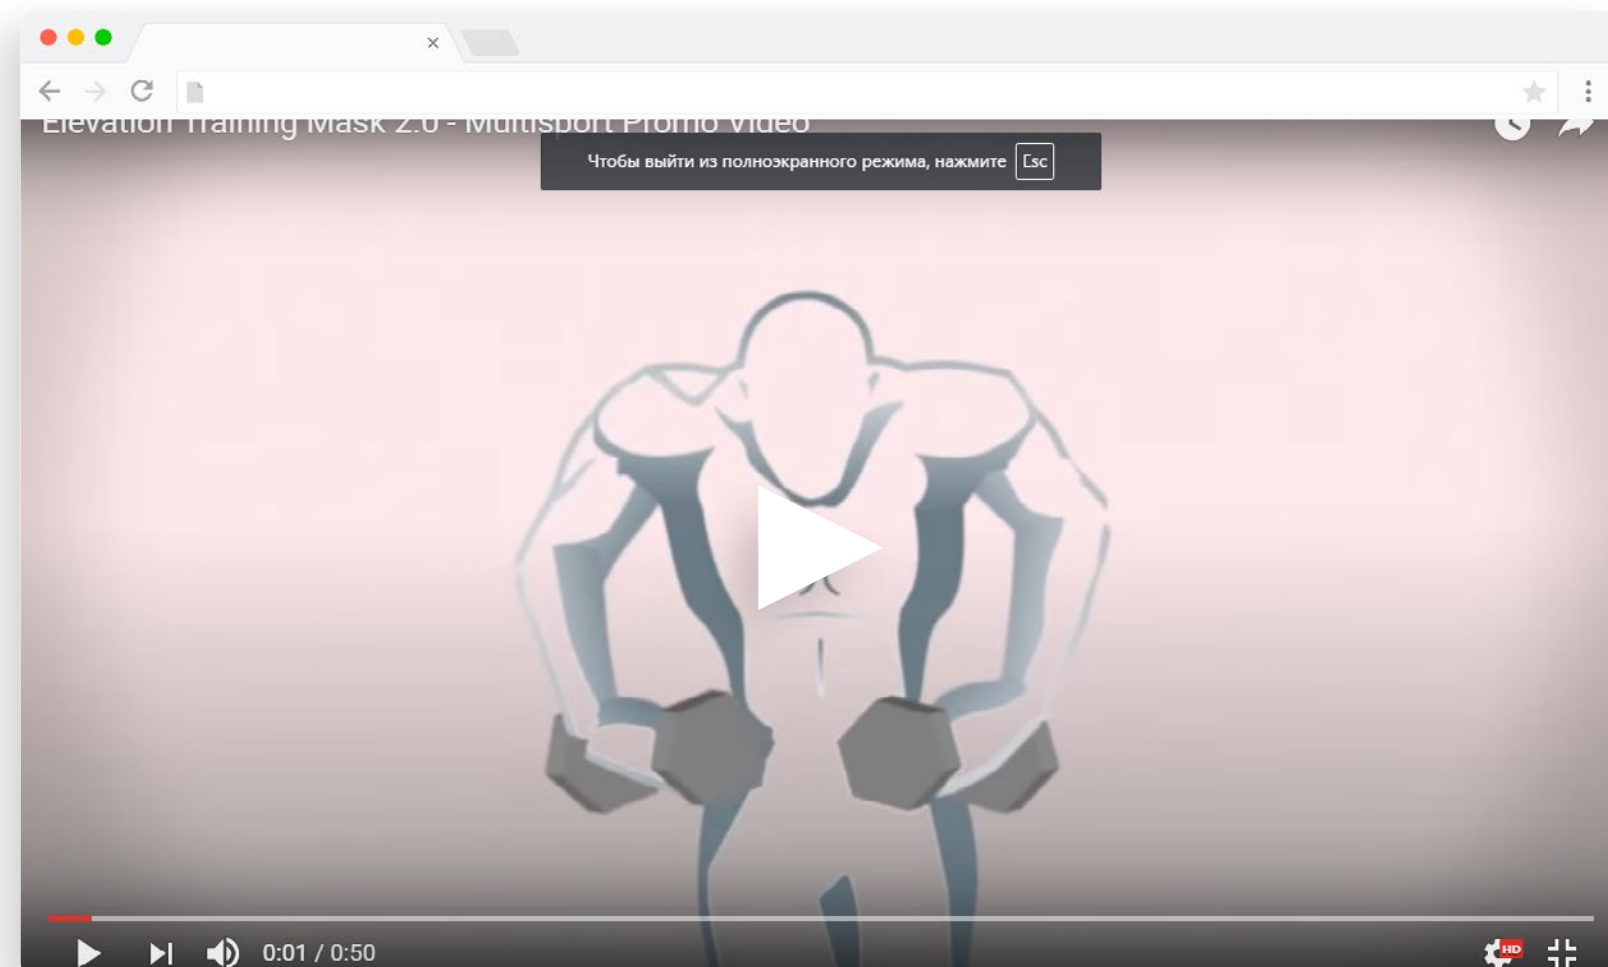 Elevation Training Mask 2.0 - Multisport Promo Video
Чтобы выйти из полноэкранного режима, нажмите Esc
0:01 / 0:50
HD